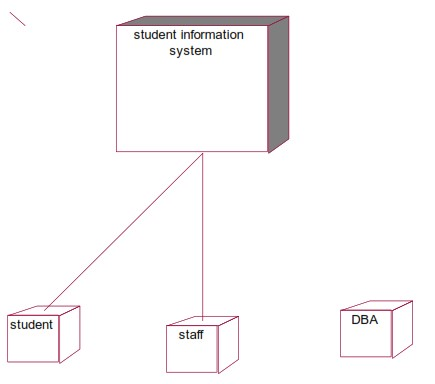 student information
system
student
staff
DBA